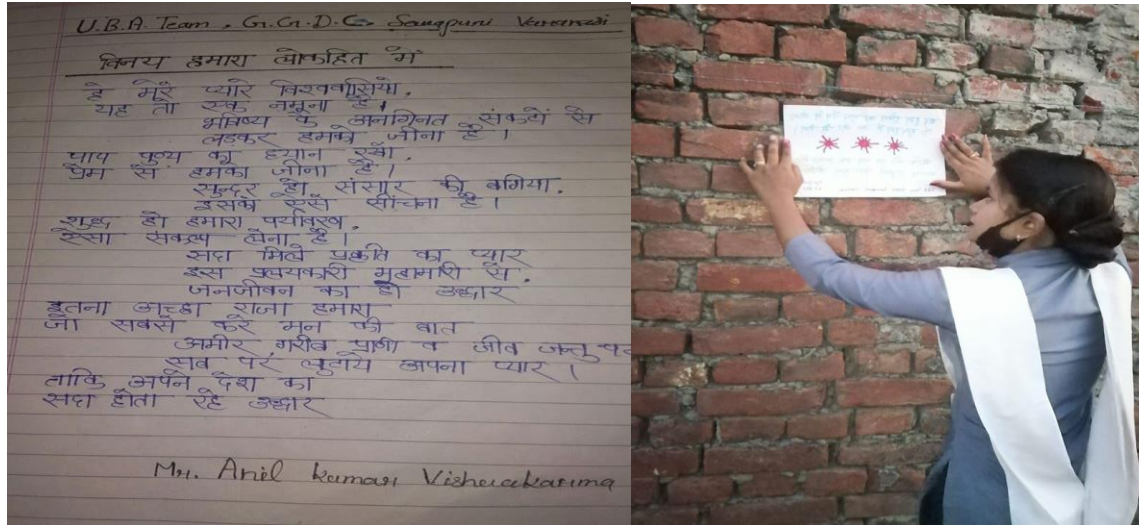 U.B.A. Team, G.G.D.C. Sevapuri Varanasi
विनय हमारा लोकहित में
हे मेरे प्यारे विश्ववासियो,
यह तो एक नमूना है।
भविष्य के अनगिनत संकटों से
लड़कर हमको जीना है।
पाप पुण्य का ध्यान रखो,
प्रेम से हमको जीना है।
सुन्दर हो संसार की बगिया,
इसको ऐसे सींचना है।
शुद्ध हो हमारा पर्यावरण,
ऐसा संकल्प लेना है।
सदा मिले प्रकृति का प्यार
इस प्रलयकारी महामारी से,
जनजीवन का हो उद्धार
इतना अच्छा राजा हमारा
जो सबसे करे मन की बात
अमीर गरीब प्राणी व जीव जन्तु पर
सब पर लुटाये अपना प्यार।
ताकि अपने देश का
सदा होता रहे उद्धार
Mr. Anil Kumar Vishwakarma